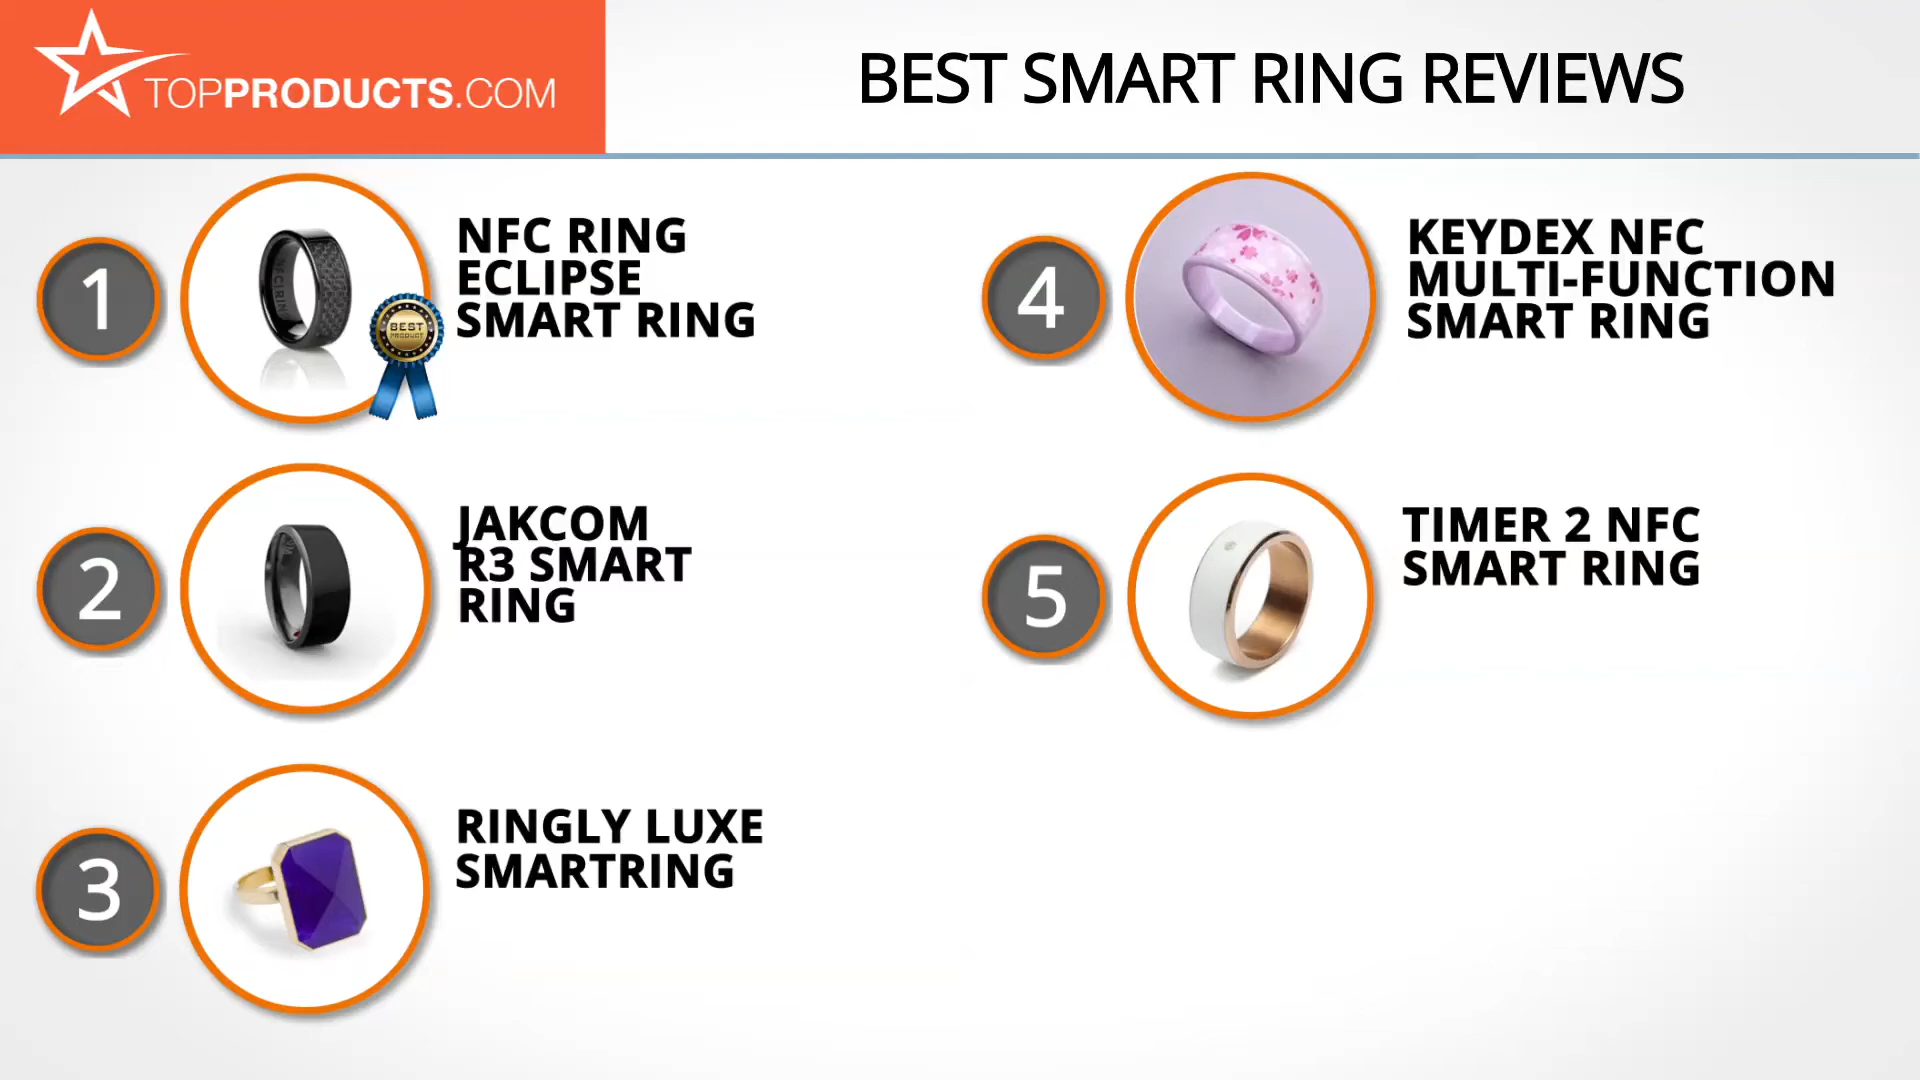 TOPPRODUCTS.COM
BEST SMART RING REVIEWS
1
NFC RING
ECLIPSE
SMART RING
BEST
PRODUCT
2
JAKCOM
R3 SMART
RING
3
RINGLY LUXE
SMARTRING
4
KEYDEX NFC
MULTI-FUNCTION
SMART RING
5
TIMER 2 NFC
SMART RING